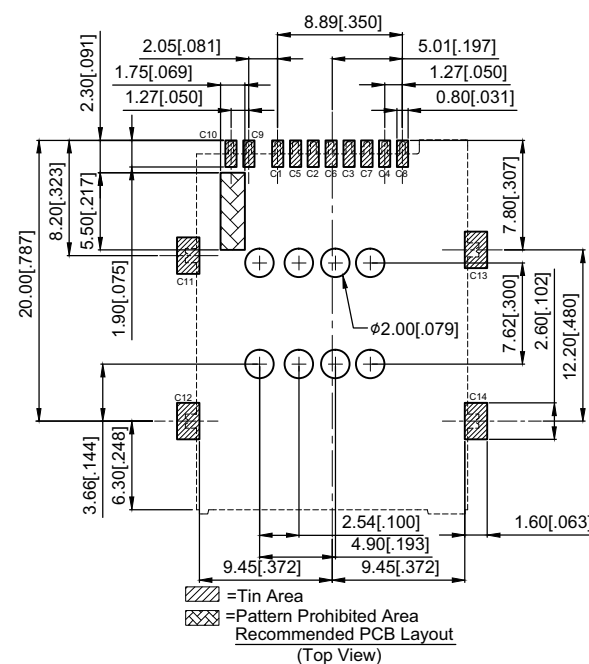 8.89[.350]
2.05[.081]
5.01[.197]
1.75[.069]
1.27[.050]
1.27[.050]
0.80[.031]
2.30[.091]
C10
C9
C1
C5
C2
C6
C3
C7
C4
C8
20.00[.787]
8.20[.323]
5.50[.217]
1.90[.075]
7.80[.307]
C11
C13
ø2.00[.079]
7.62[.300]
2.60[.102]
12.20[.480]
C12
C14
3.66[.144]
6.30[.248]
2.54[.100]
1.60[.063]
4.90[.193]
9.45[.372]
9.45[.372]
=Tin Area
=Pattern Prohibited Area
Recommended PCB Layout
(Top View)